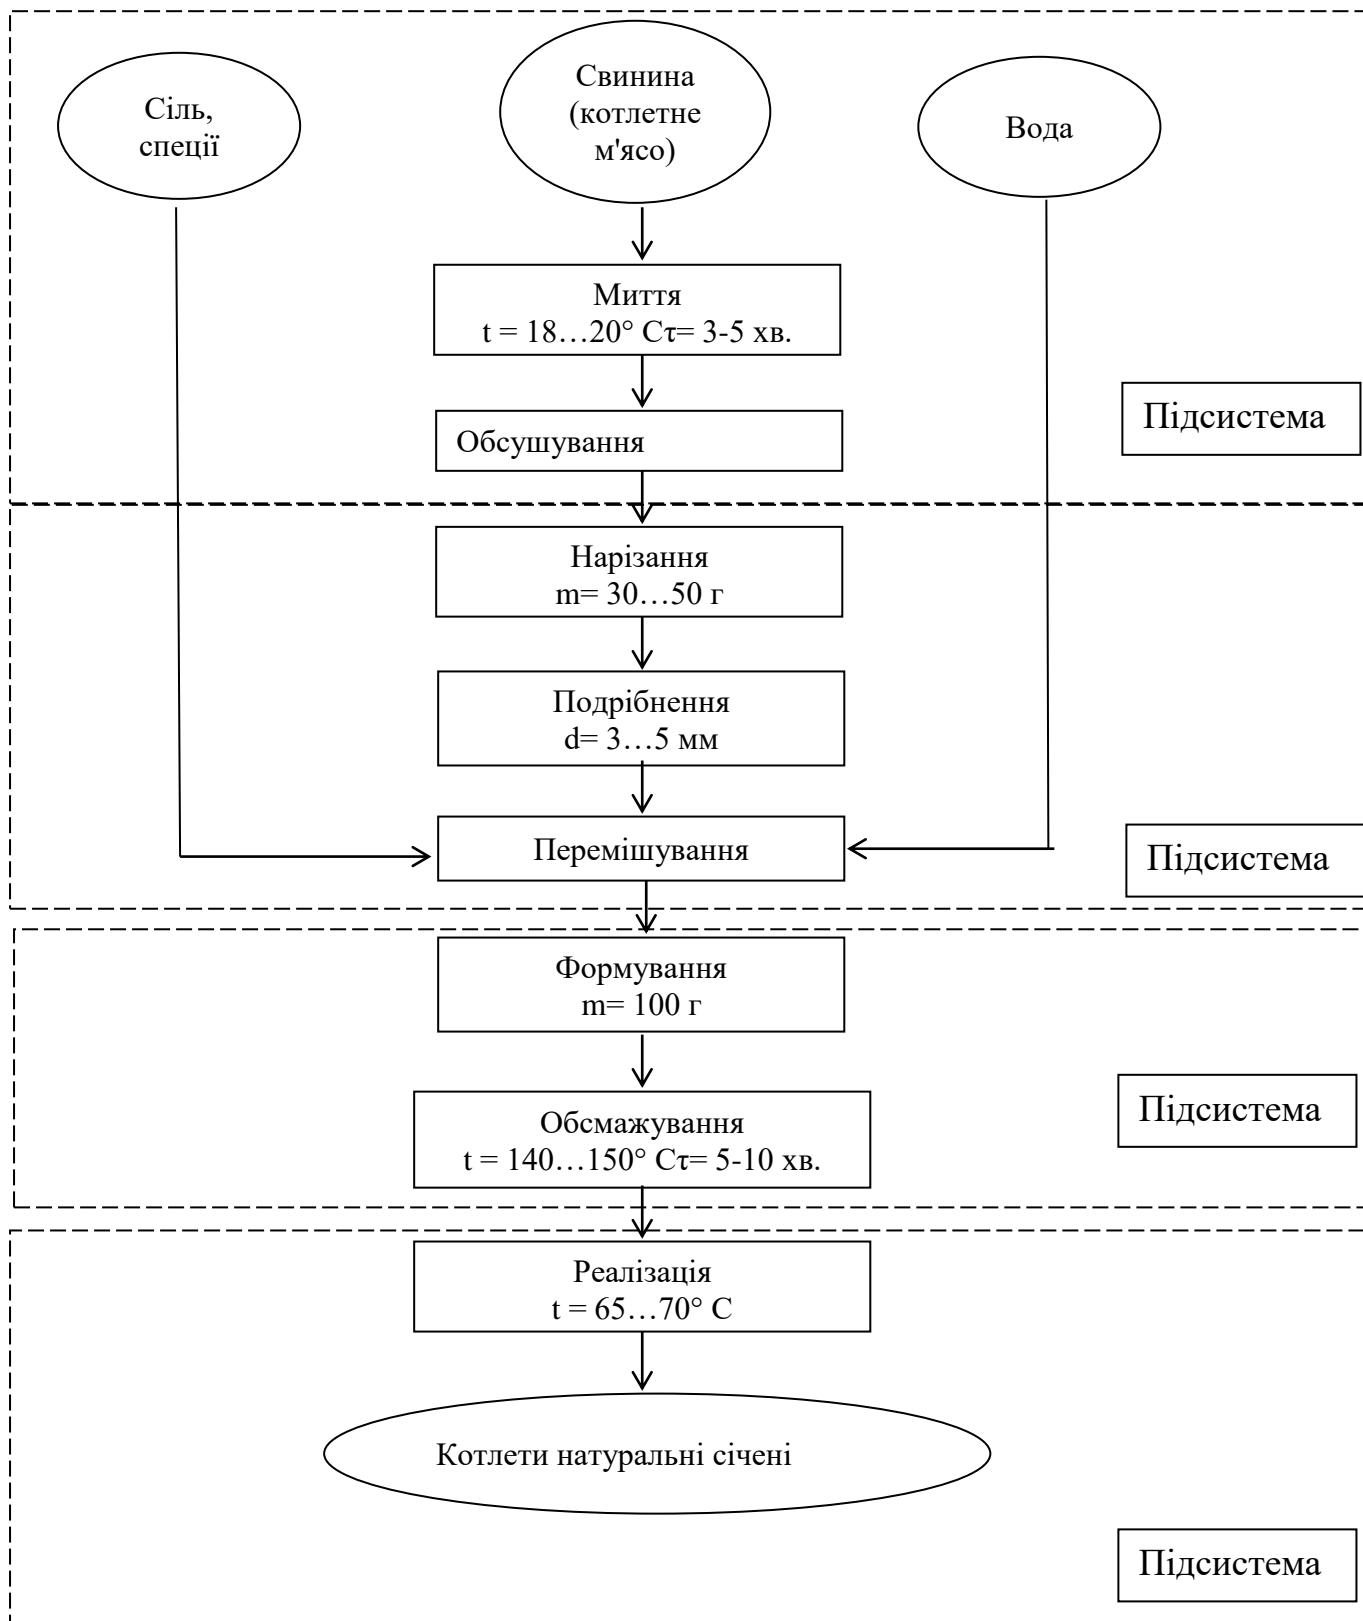 Сіль,
спеції
Свинина
(котлетне
м'ясо)
Вода
Миття
t = 18…20° Сτ= 3-5 хв.
Обсушування
Підсистема
Нарізання
m= 30…50 г
Подрібнення
d= 3…5 мм
Перемішування
Підсистема
Формування
m= 100 г
Обсмажування
t = 140…150° Сτ= 5-10 хв.
Підсистема
Реалізація
t = 65…70° С
Котлети натуральні січені
Підсистема